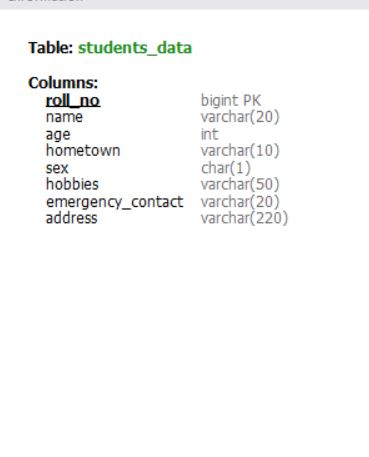 Table: students_data
Columns:
roll_no bigint PK
name varchar(20)
age int
hometown varchar(10)
sex char(1)
hobbies varchar(50)
emergency_contact varchar(20)
address varchar(220)